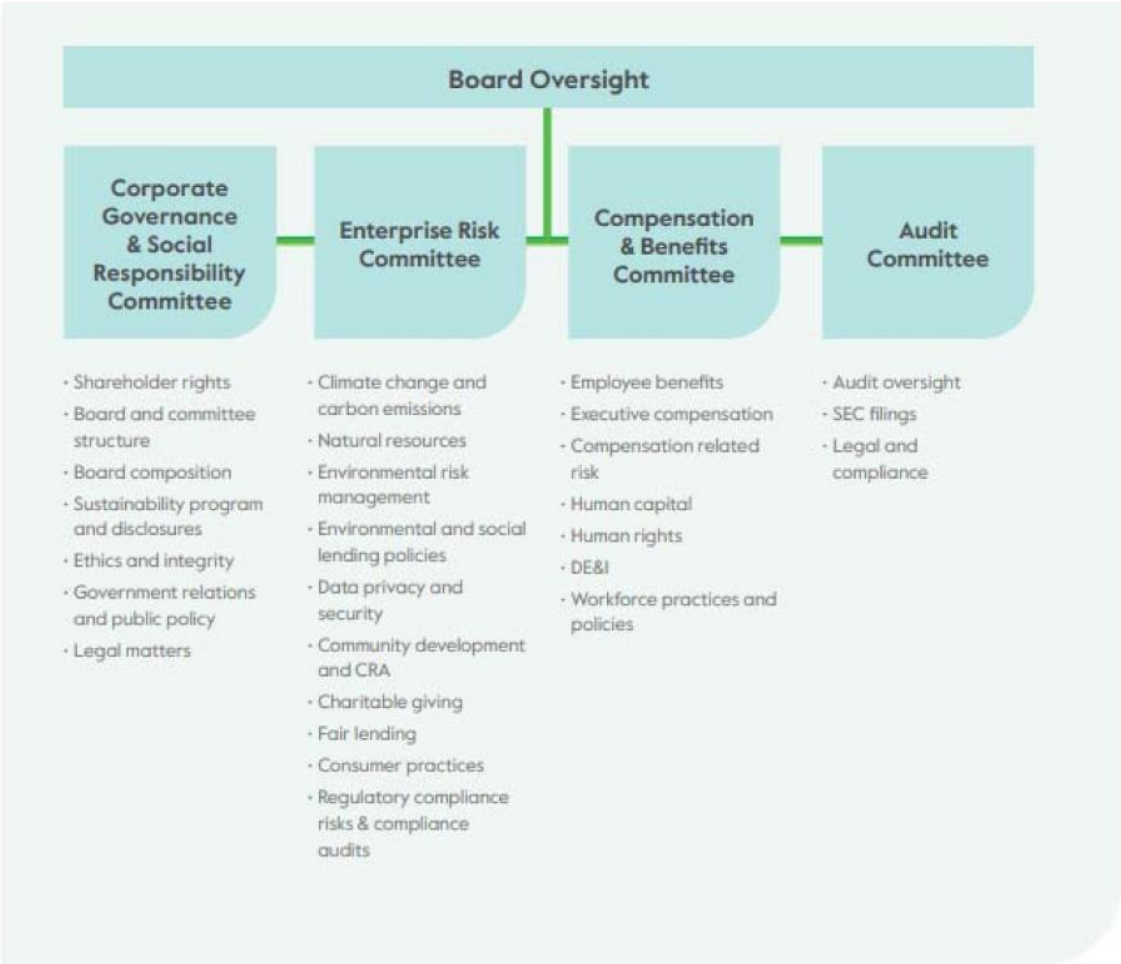 Board Oversight
Corporate
Governance
& Social
Responsibility
Committee
Enterprise Risk
Committee
Compensation
& Benefits
Committee
Audit
Committee
· Shareholder rights
· Board and committee
structure
· Board composition
· Sustainability program
and disclosures
· Ethics and integrity
· Government relations
and public policy
· Legal matters
· Climate change and
carbon emissions
· Natural resources
· Environmental risk
management
· Environmental and social
lending policies
· Data privacy and
security
· Community development
and CRA
· Charitable giving
· Fair lending
· Consumer practices
· Regulatory compliance
risks & compliance
audits
· Employee benefits
· Executive compensation
· Compensation related
risk
· Human capital
· Human rights
· DE&I
· Workforce practices and
policies
· Audit oversight
· SEC filings
· Legal and
compliance